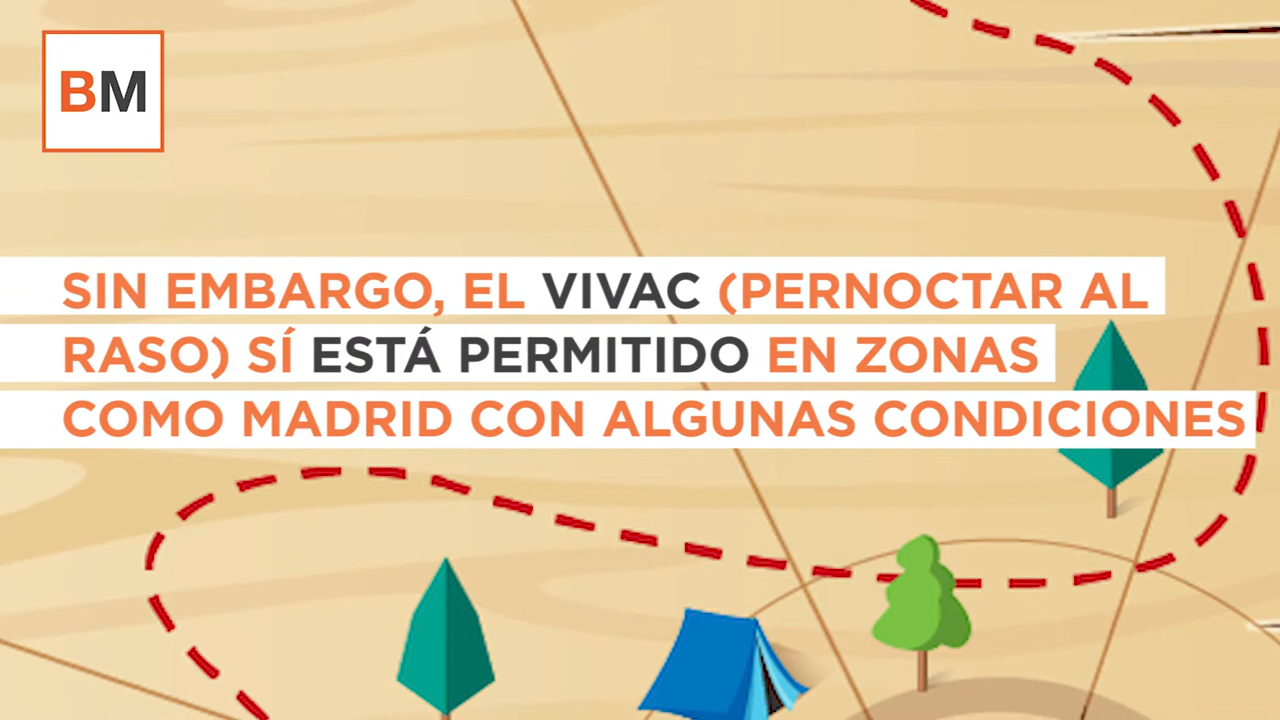 BM
SIN EMBARGO, EL VIVAC (PERNOCTAR AL
RASO) SÍ ESTÁ PERMITIDO EN ZONAS
COMO MADRID CON ALGUNAS CONDICIONES